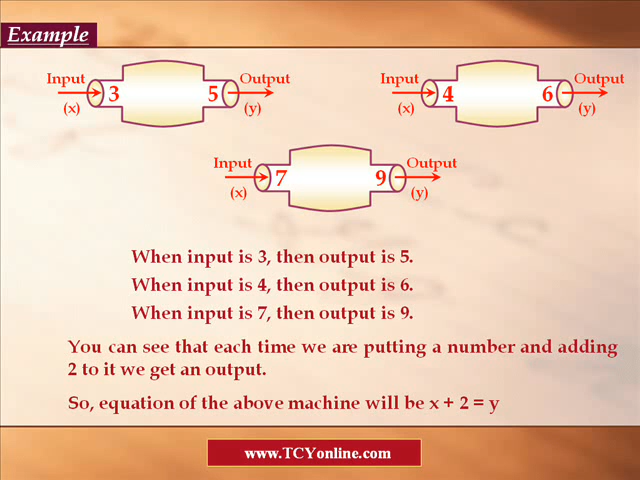 Example
Input Output
3 5
(x) (y)
Input Output
4 6
(x) (y)
Input Output
7 9
(x) (y)
When input is 3, then output is 5.
When input is 4, then output is 6.
When input is 7, then output is 9.
You can see that each time we are putting a number and adding
2 to it we get an output.
So, equation of the above machine will be x + 2 = y
www.TCYonline.com